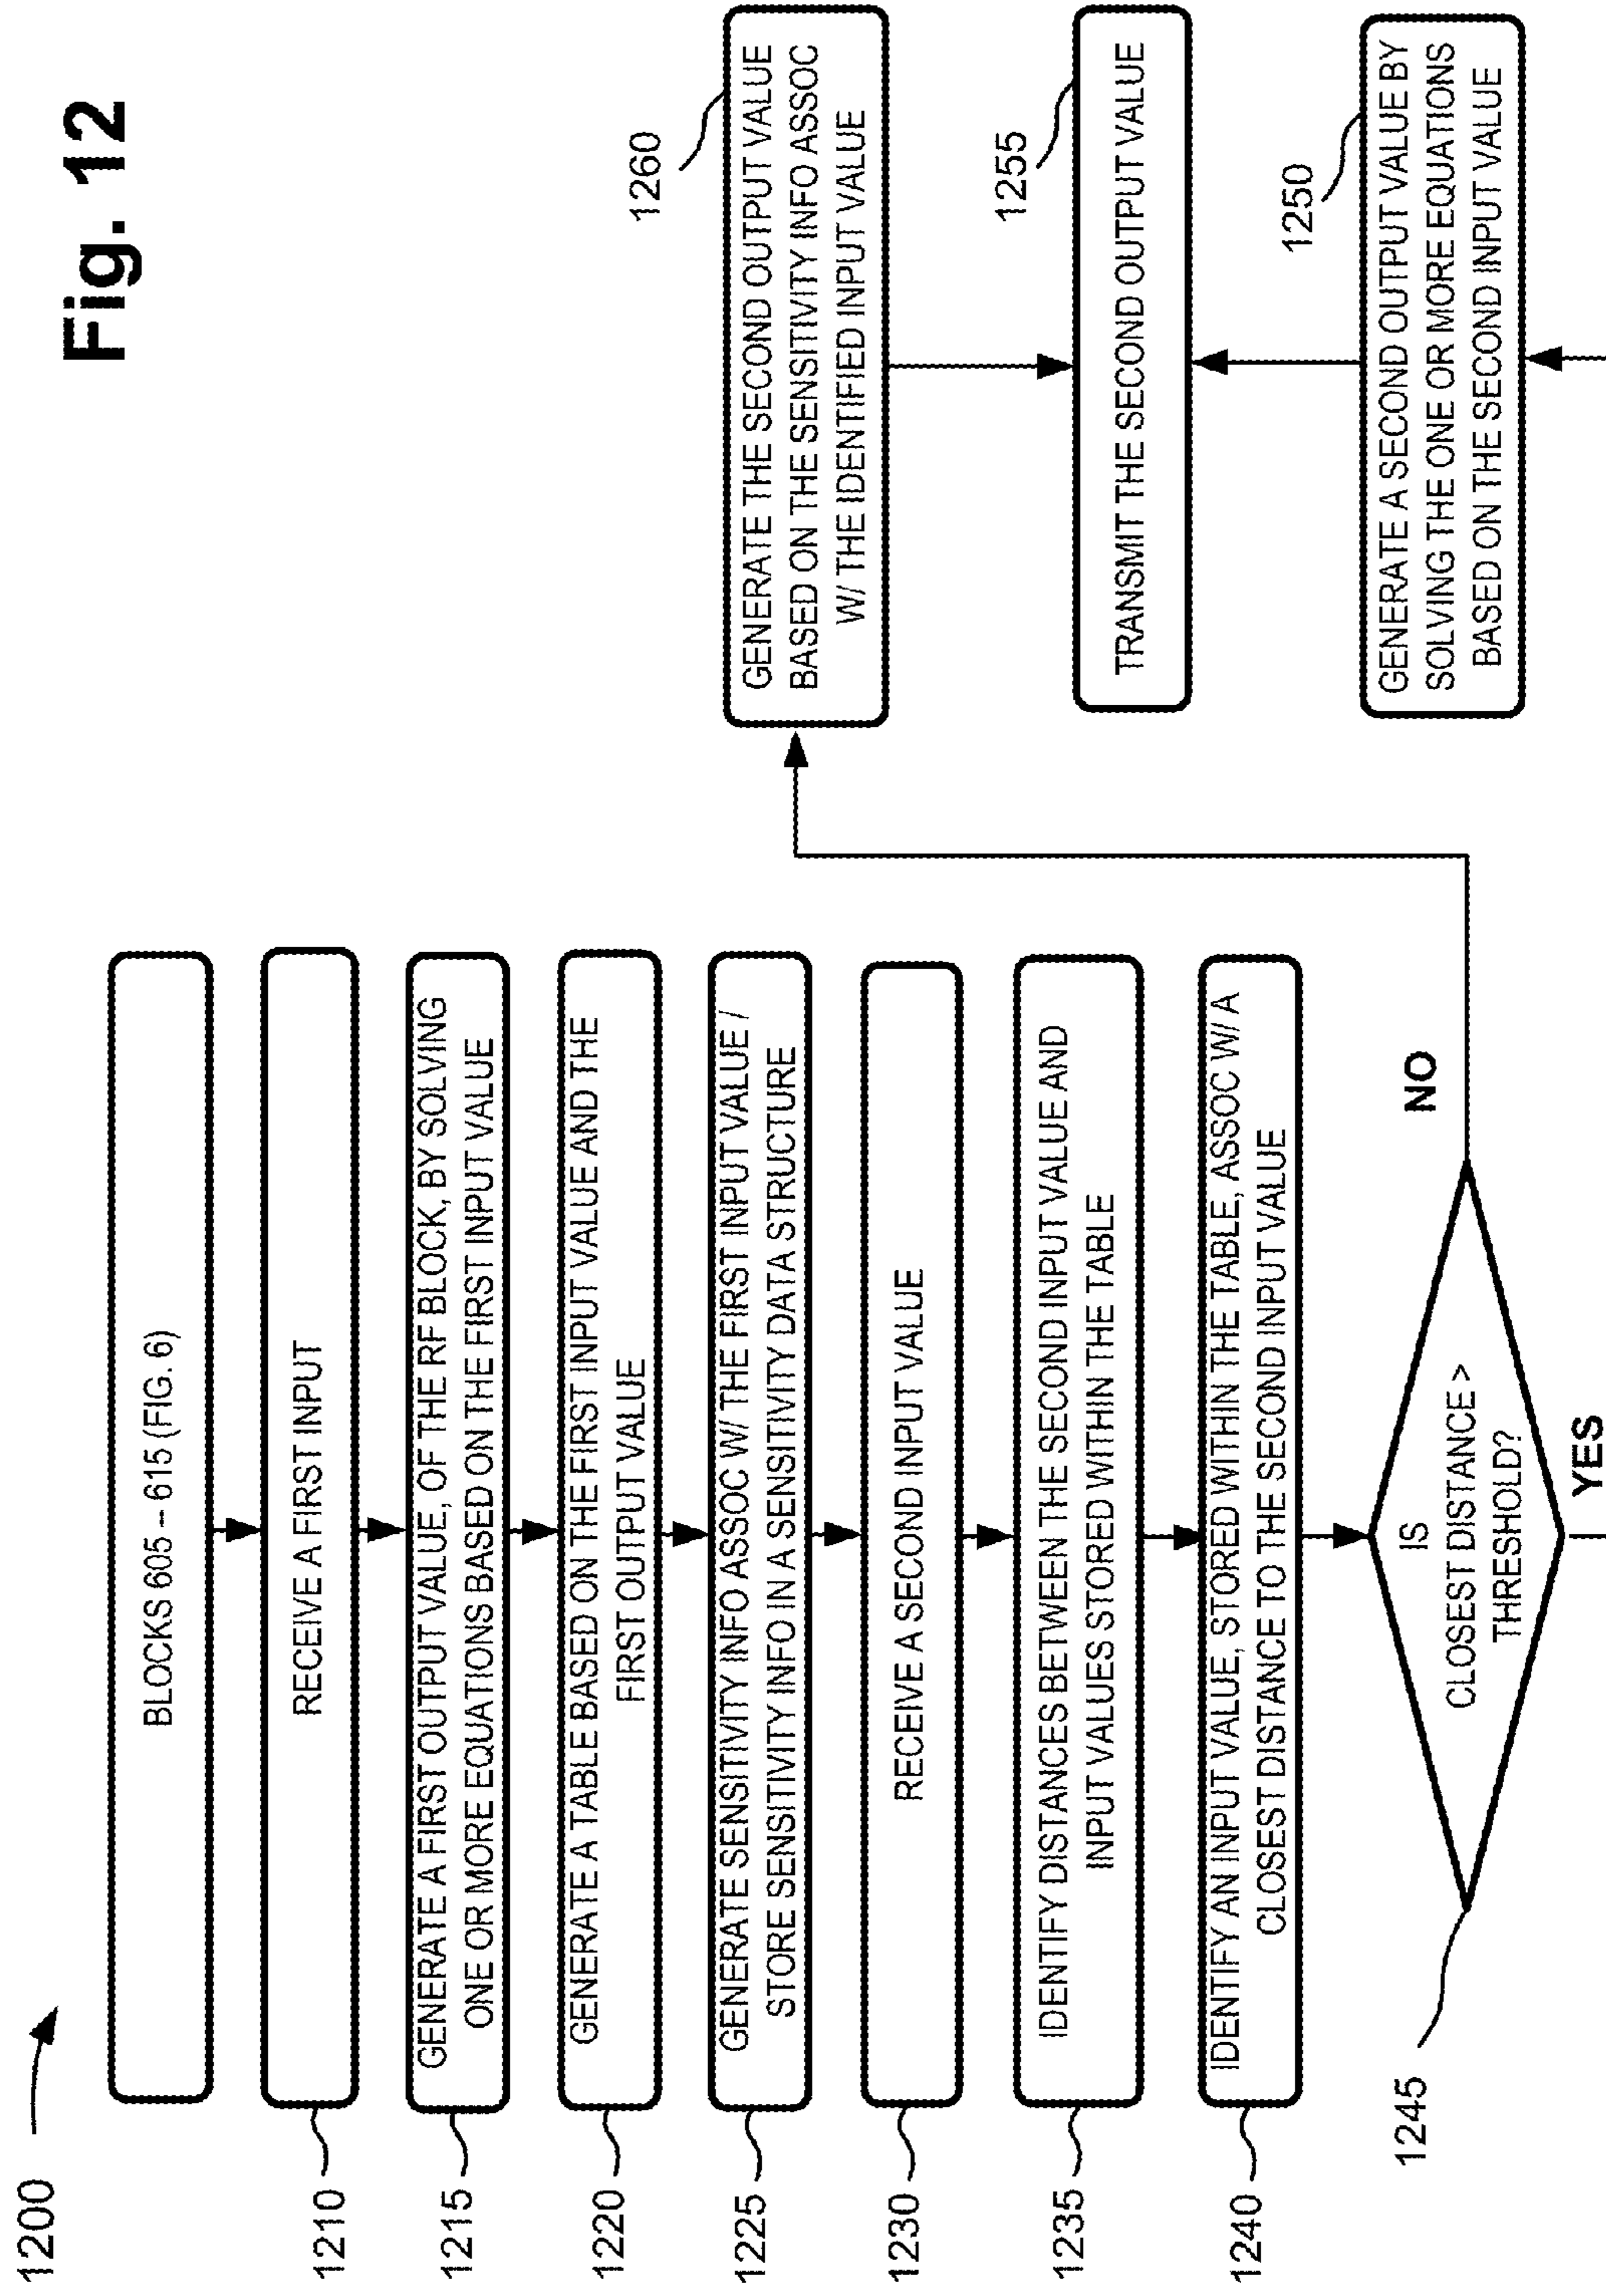 Fig. 12
1200
BLOCKS 605 – 615 (FIG. 6)
1210
RECEIVE A FIRST INPUT
1215
GENERATE A FIRST OUTPUT VALUE, OF THE RF BLOCK, BY SOLVING
ONE OR MORE EQUATIONS BASED ON THE FIRST INPUT VALUE
1220
GENERATE A TABLE BASED ON THE FIRST INPUT VALUE AND THE
FIRST OUTPUT VALUE
1225
GENERATE SENSITIVITY INFO ASSOC W/ THE FIRST INPUT VALUE /
STORE SENSITIVITY INFO IN A SENSITIVITY DATA STRUCTURE
1230
RECEIVE A SECOND INPUT VALUE
1235
IDENTIFY DISTANCES BETWEEN THE SECOND INPUT VALUE AND
INPUT VALUES STORED WITHIN THE TABLE
1240
IDENTIFY AN INPUT VALUE, STORED WITHIN THE TABLE, ASSOC W/ A
CLOSEST DISTANCE TO THE SECOND INPUT VALUE
1245
IS
CLOSEST DISTANCE >
THRESHOLD?
NO
YES
1260
GENERATE THE SECOND OUTPUT VALUE
BASED ON THE SENSITIVITY INFO ASSOC
W/ THE IDENTIFIED INPUT VALUE
1255
TRANSMIT THE SECOND OUTPUT VALUE
1250
GENERATE A SECOND OUTPUT VALUE BY
SOLVING THE ONE OR MORE EQUATIONS
BASED ON THE SECOND INPUT VALUE